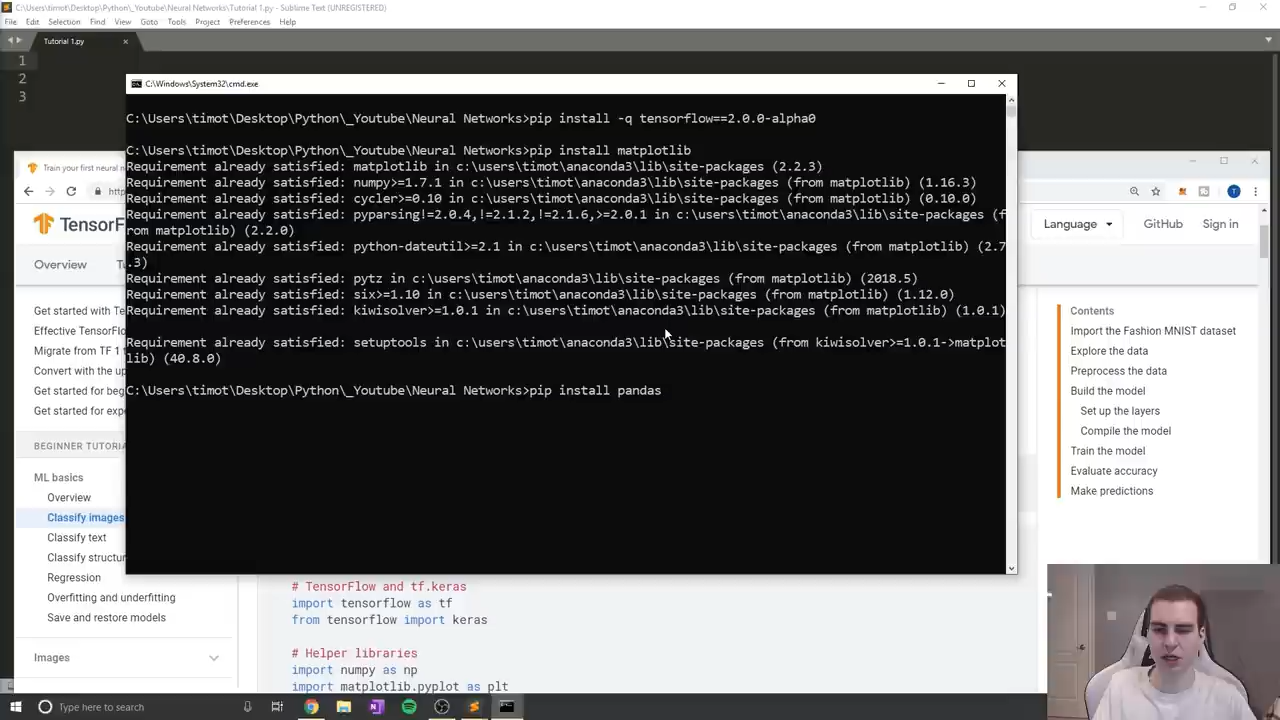 C:\Users\timot\Desktop\Python\_Youtube\Neural Networks\Tutorial 1.py - Sublime Text (UNREGISTERED)
File Edit Selection Find View Goto Tools Project Preferences Help
Tutorial 1.py
1
2
3
C:\Windows\System32\cmd.exe
C:\Users\timot\Desktop\Python\_Youtube\Neural Networks>pip install -q tensorflow==2.0.0-alpha0
C:\Users\timot\Desktop\Python\_Youtube\Neural Networks>pip install matplotlib
Requirement already satisfied: matplotlib in c:\users\timot\anaconda3\lib\site-packages (2.2.3)
Requirement already satisfied: numpy>=1.7.1 in c:\users\timot\anaconda3\lib\site-packages (from matplotlib) (1.16.3)
Requirement already satisfied: cycler>=0.10 in c:\users\timot\anaconda3\lib\site-packages (from matplotlib) (0.10.0)
Requirement already satisfied: pyparsing!=2.0.4,!=2.1.2,!=2.1.6,>=2.0.1 in c:\users\timot\anaconda3\lib\site-packages (f
rom matplotlib) (2.2.0)
Requirement already satisfied: python-dateutil>=2.1 in c:\users\timot\anaconda3\lib\site-packages (from matplotlib) (2.7
.3)
Requirement already satisfied: pytz in c:\users\timot\anaconda3\lib\site-packages (from matplotlib) (2018.5)
Requirement already satisfied: six>=1.10 in c:\users\timot\anaconda3\lib\site-packages (from matplotlib) (1.12.0)
Requirement already satisfied: kiwisolver>=1.0.1 in c:\users\timot\anaconda3\lib\site-packages (from matplotlib) (1.0.1)
Requirement already satisfied: setuptools in c:\users\timot\anaconda3\lib\site-packages (from kiwisolver>=1.0.1->matplot
lib) (40.8.0)
C:\Users\timot\Desktop\Python\_Youtube\Neural Networks>pip install pandas
Train your first neural n
http
T
TensorF
Language
GitHub
Sign in
Overview
Tu
Get started with Te
Effective TensorFlo
Migrate from TF 1 t
Convert with the up
Get started for beg
Get started for expe
BEGINNER TUTORIA
ML basics
Overview
Classify images
Classify text
Classify structur
Regression
Overfitting and underfitting
Save and restore models
Images
# TensorFlow and tf.keras
import tensorflow as tf
from tensorflow import keras
# Helper libraries
import numpy as np
import matplotlib.pyplot as plt
Contents
Import the Fashion MNIST dataset
Explore the data
Preprocess the data
Build the model
Set up the layers
Compile the model
Train the model
Evaluate accuracy
Make predictions
Type here to search